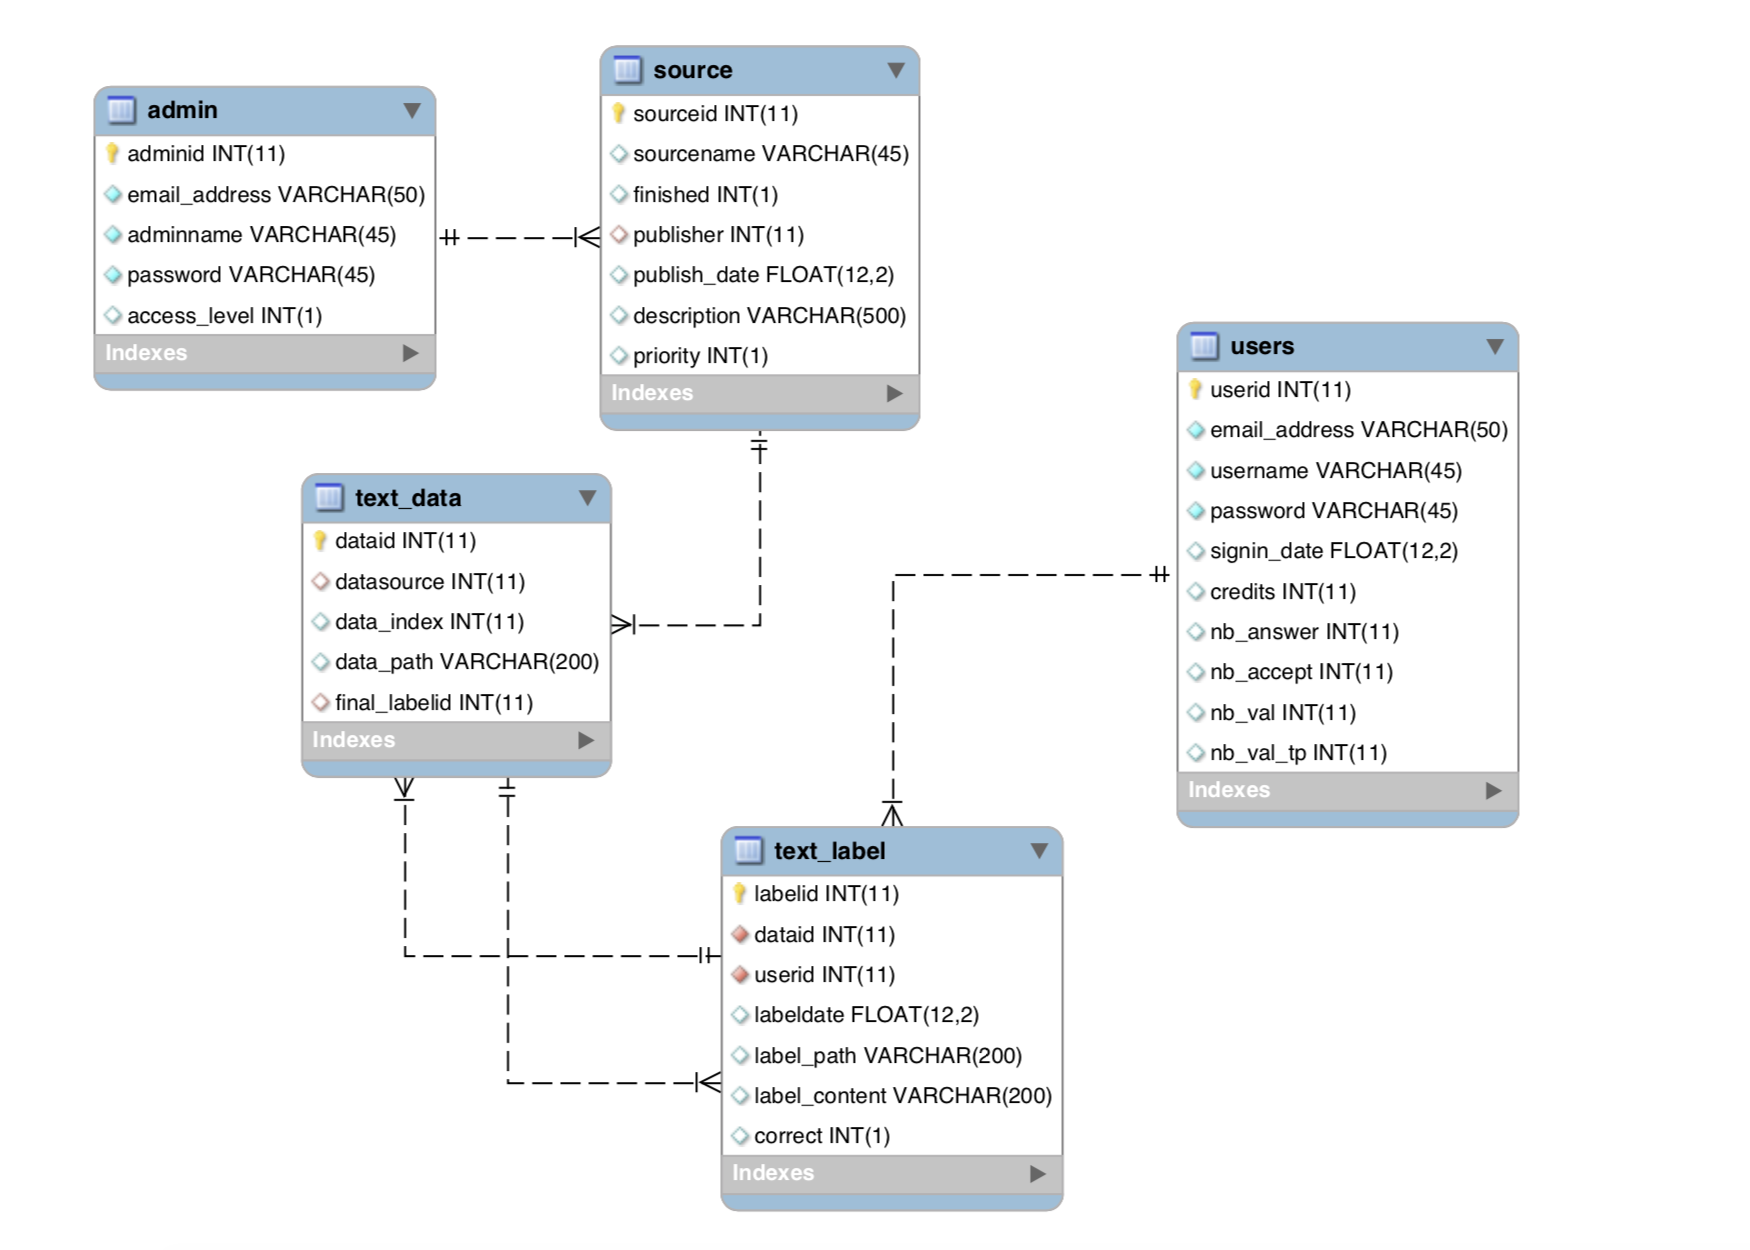 admin
adminid INT(11)
email_address VARCHAR(50)
adminname VARCHAR(45)
password VARCHAR(45)
access_level INT(1)
Indexes
source
sourceid INT(11)
sourcename VARCHAR(45)
finished INT(1)
publisher INT(11)
publish_date FLOAT(12,2)
description VARCHAR(500)
priority INT(1)
Indexes
users
userid INT(11)
email_address VARCHAR(50)
username VARCHAR(45)
password VARCHAR(45)
signin_date FLOAT(12,2)
credits INT(11)
nb_answer INT(11)
nb_accept INT(11)
nb_val INT(11)
nb_val_tp INT(11)
Indexes
text_data
dataid INT(11)
datasource INT(11)
data_index INT(11)
data_path VARCHAR(200)
final_labelid INT(11)
Indexes
text_label
labelid INT(11)
dataid INT(11)
userid INT(11)
labeldate FLOAT(12,2)
label_path VARCHAR(200)
label_content VARCHAR(200)
correct INT(1)
Indexes